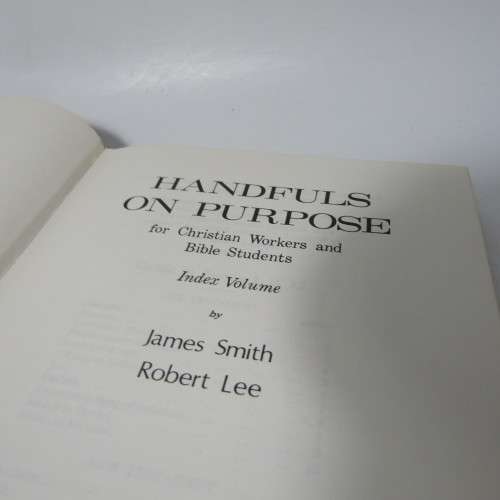 HANDFULS
ON PURPOSE
for Christian Workers and
Bible Students
Index Volume
by
James Smith
Robert Lee